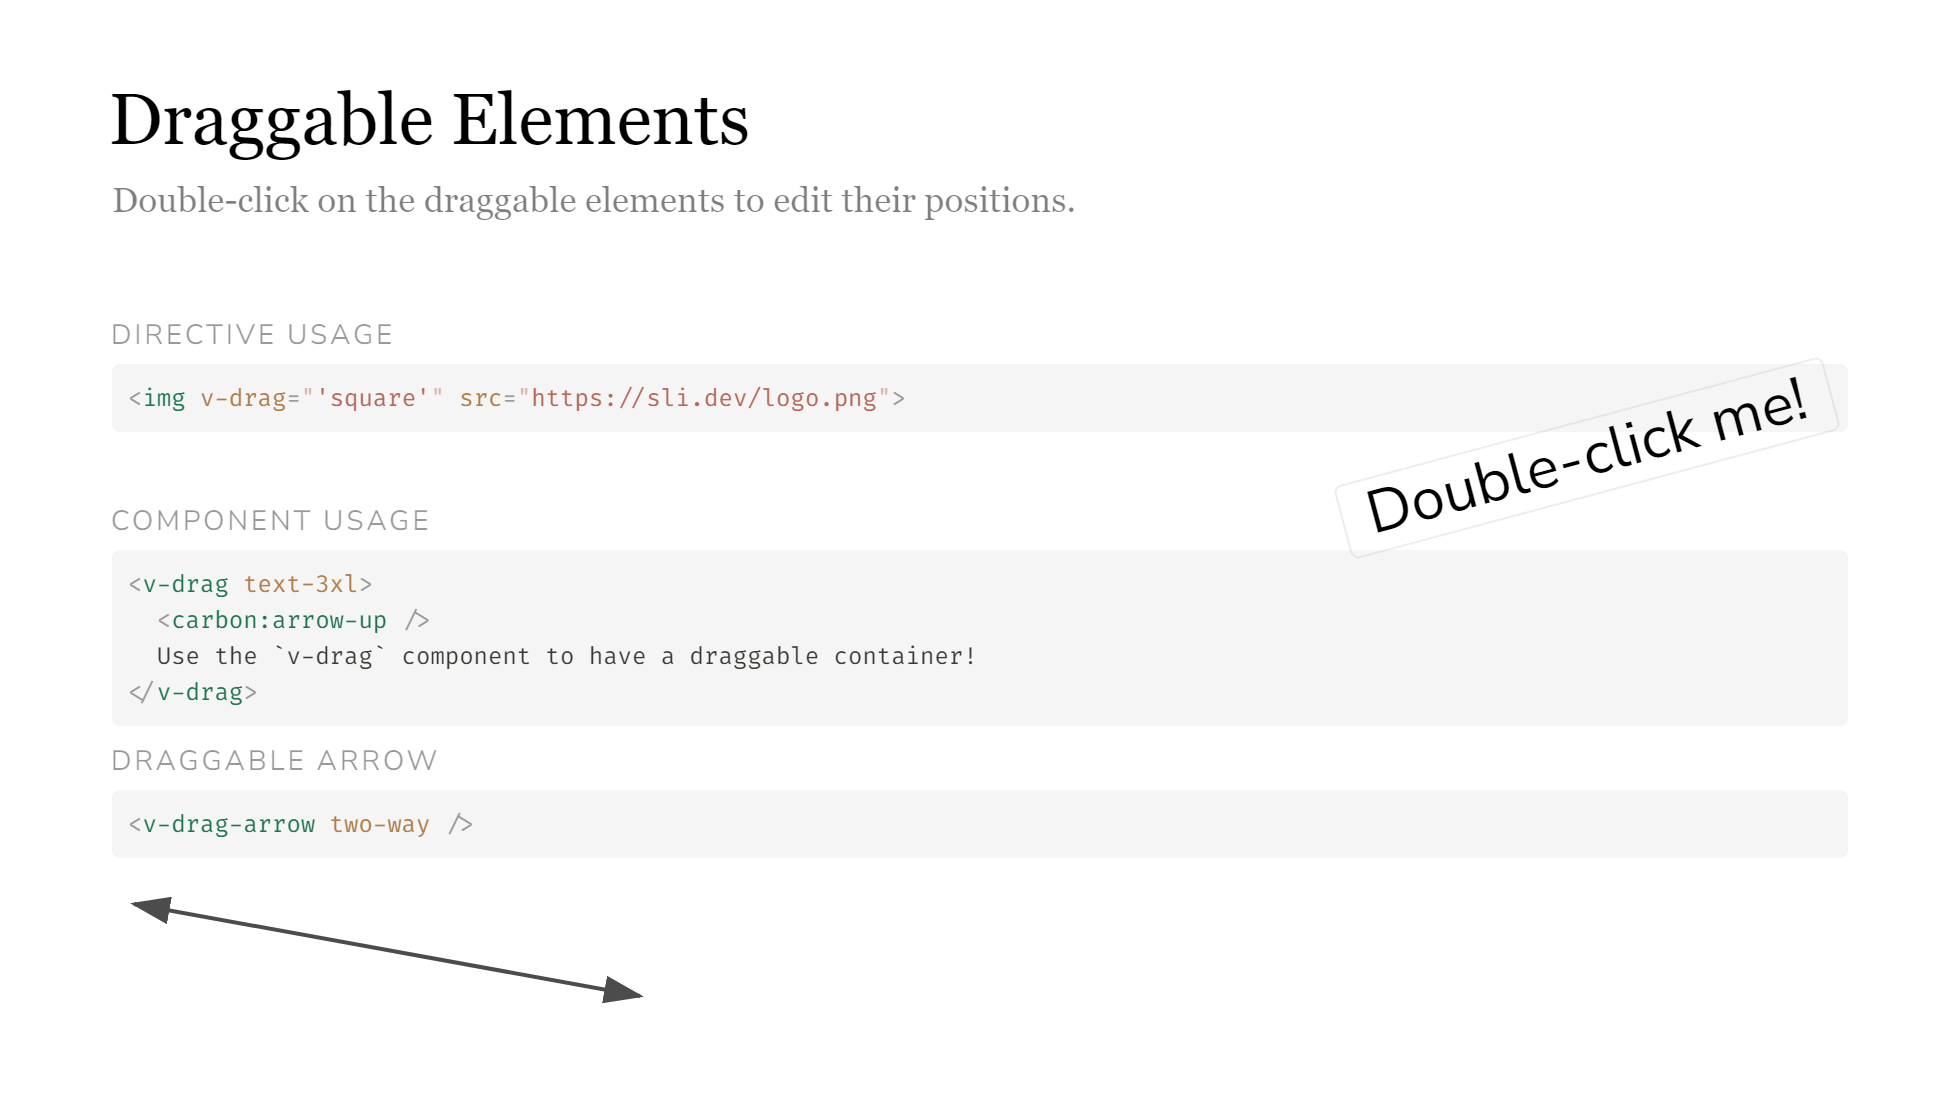 Draggable Elements
Double-click on the draggable elements to edit their positions.
DIRECTIVE USAGE
<img v-drag="'square'" src="https://sli.dev/logo.png">
Double-click me!
COMPONENT USAGE
<v-drag text-3xl>
  <carbon:arrow-up />
  Use the `v-drag` component to have a draggable container!
</v-drag>
DRAGGABLE ARROW
<v-drag-arrow two-way />